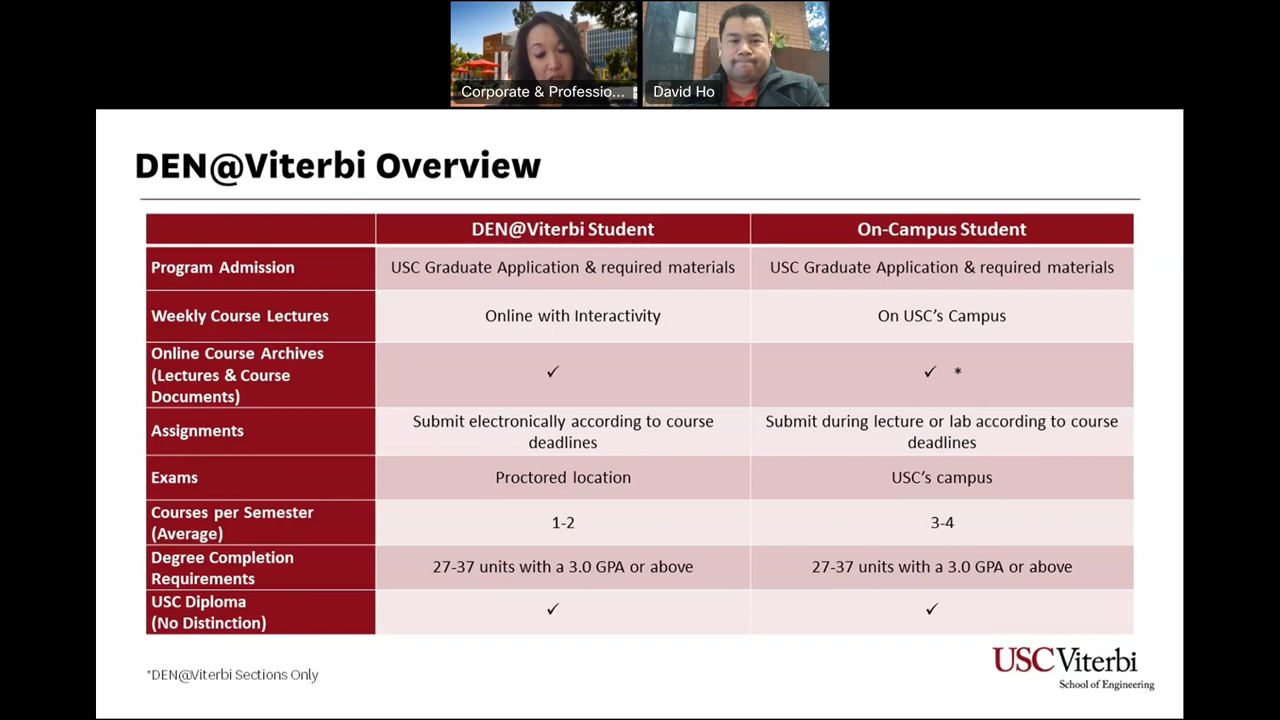 Corporate & Professio...
David Ho
DEN@Viterbi Overview
DEN@Viterbi Student
On-Campus Student
Program Admission
USC Graduate Application & required materials
USC Graduate Application & required materials
Weekly Course Lectures
Online with Interactivity
On USC's Campus
Online Course Archives
(Lectures & Course
Documents)
✓
✓ *
Assignments
Submit electronically according to course
deadlines
Submit during lecture or lab according to course
deadlines
Exams
Proctored location
USC's campus
Courses per Semester
(Average)
1-2
3-4
Degree Completion
Requirements
27-37 units with a 3.0 GPA or above
27-37 units with a 3.0 GPA or above
USC Diploma
(No Distinction)
✓
✓
*DEN@Viterbi Sections Only
USC Viterbi
School of Engineering